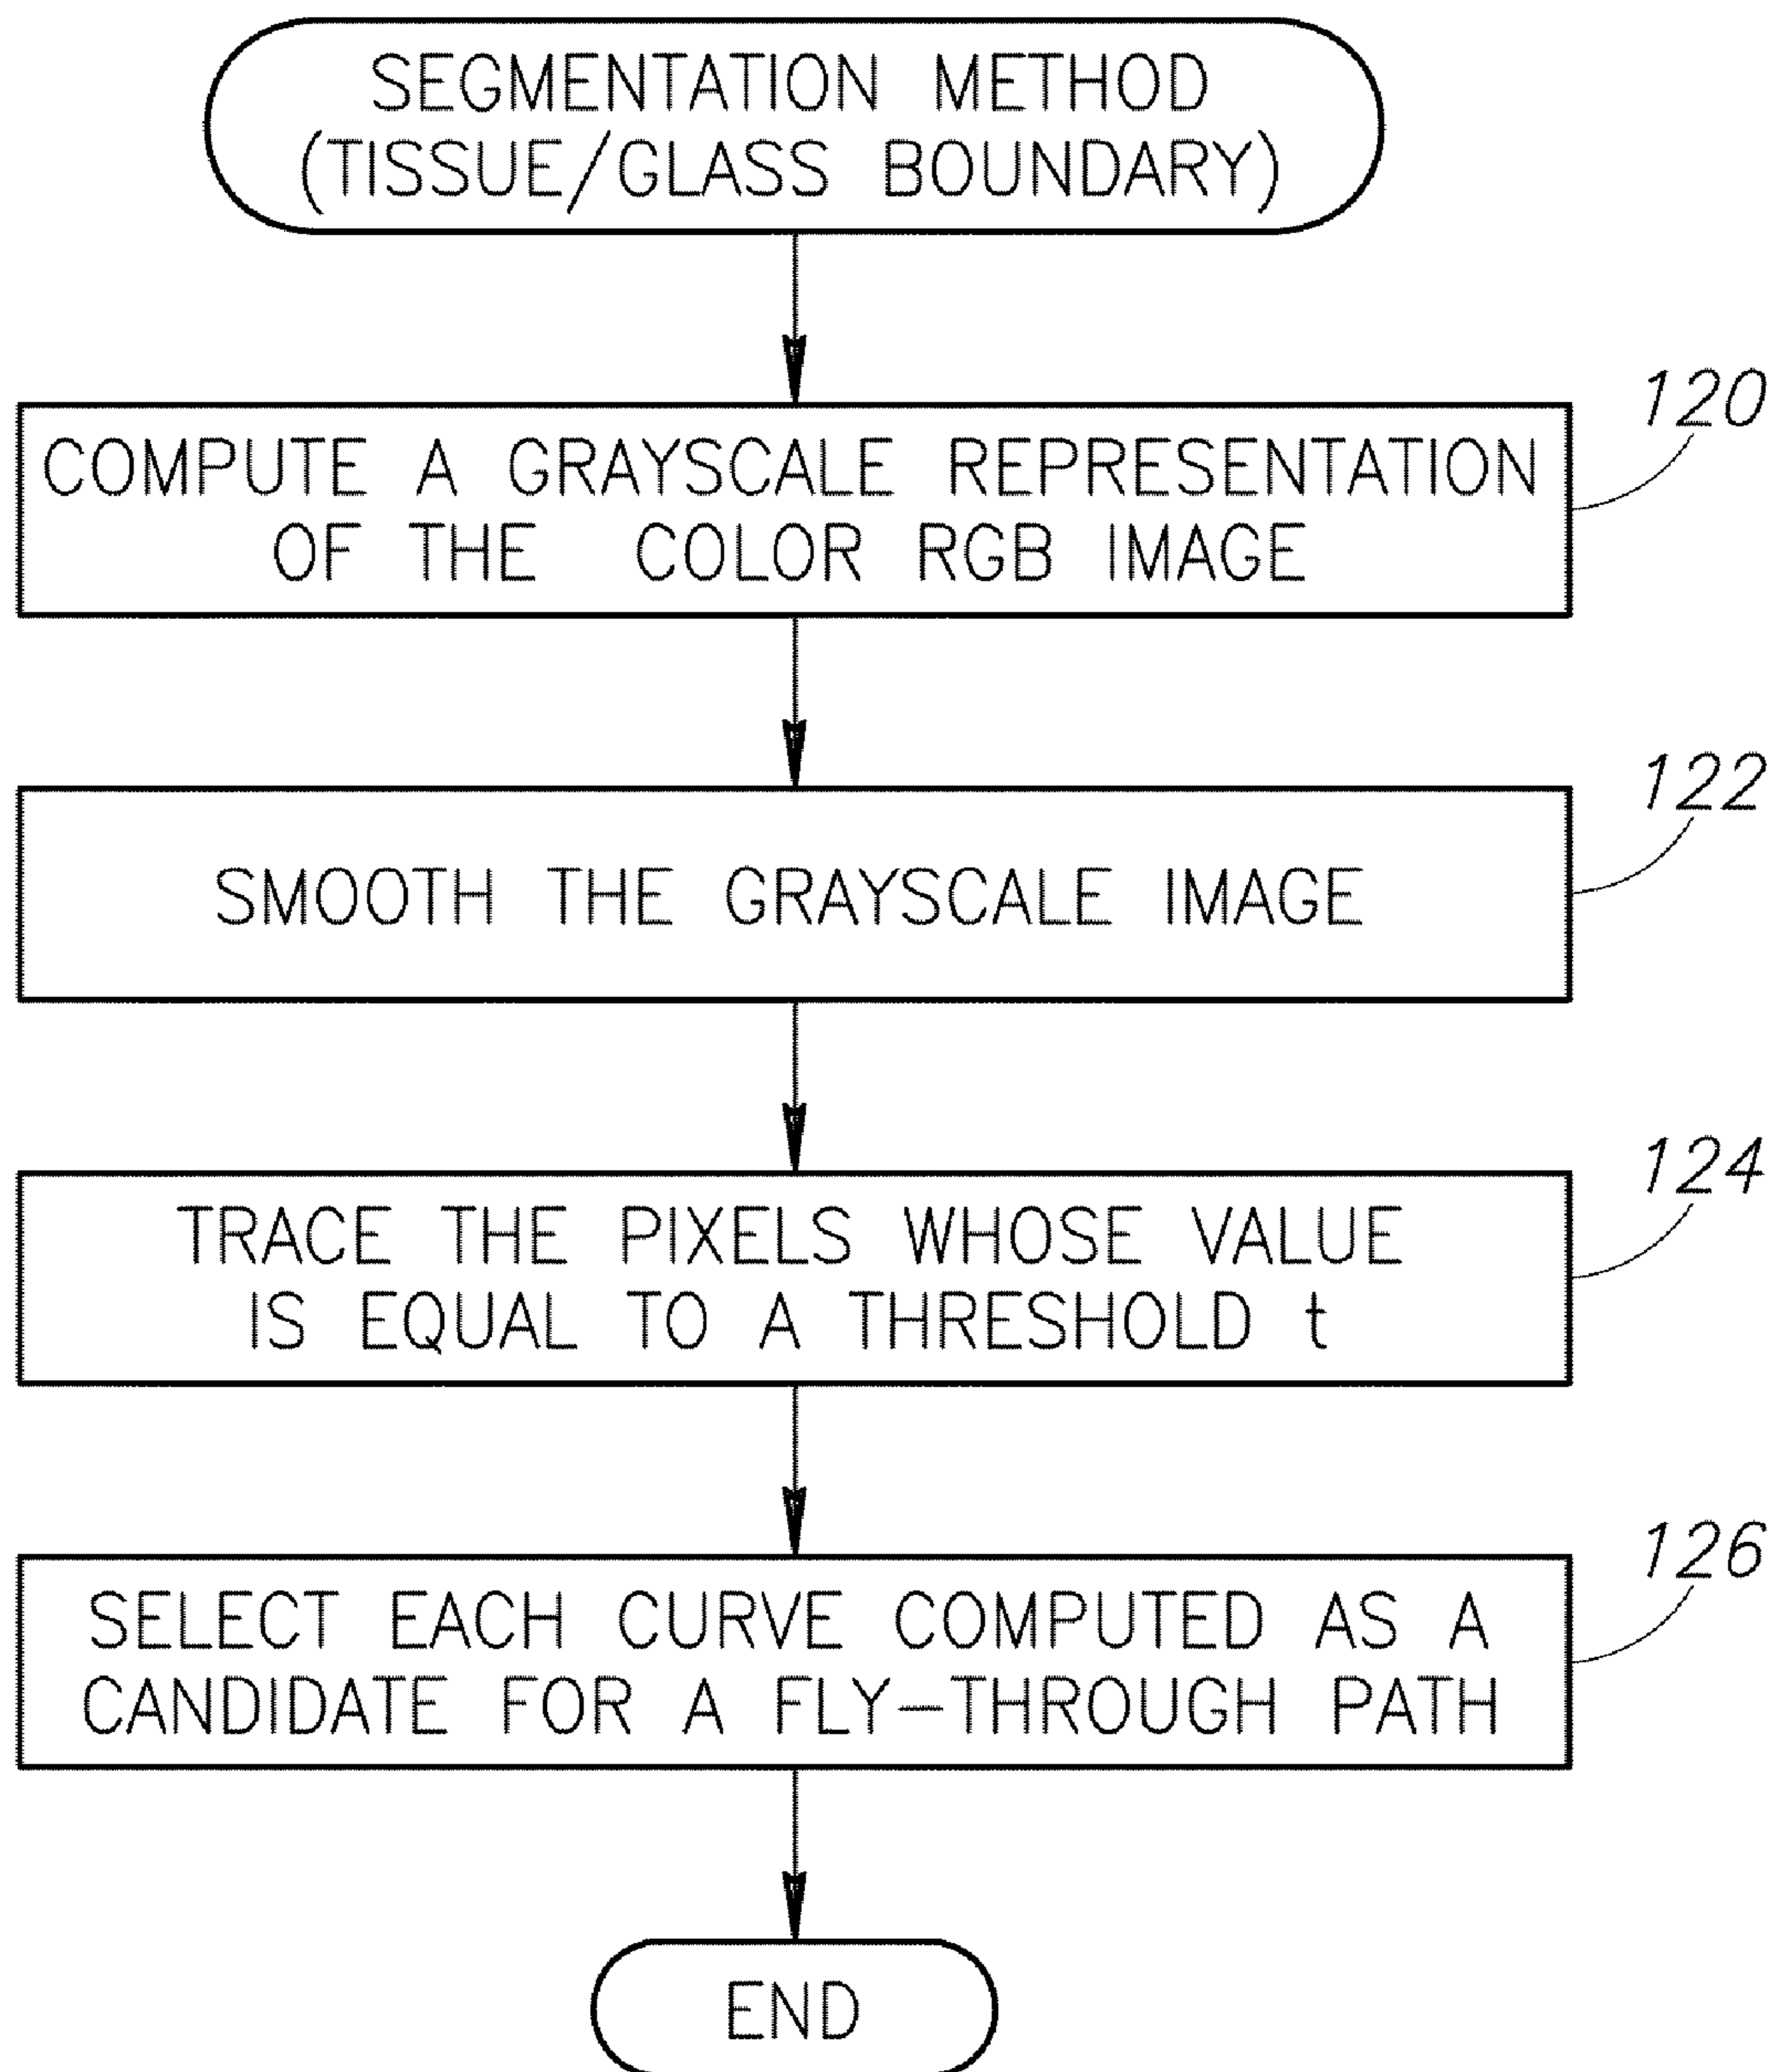 SEGMENTATION METHOD
(TISSUE/GLASS BOUNDARY)
120
COMPUTE A GRAYSCALE REPRESENTATION
OF THE COLOR RGB IMAGE
122
SMOOTH THE GRAYSCALE IMAGE
124
TRACE THE PIXELS WHOSE VALUE
IS EQUAL TO A THRESHOLD t
126
SELECT EACH CURVE COMPUTED AS A
CANDIDATE FOR A FLY-THROUGH PATH
END